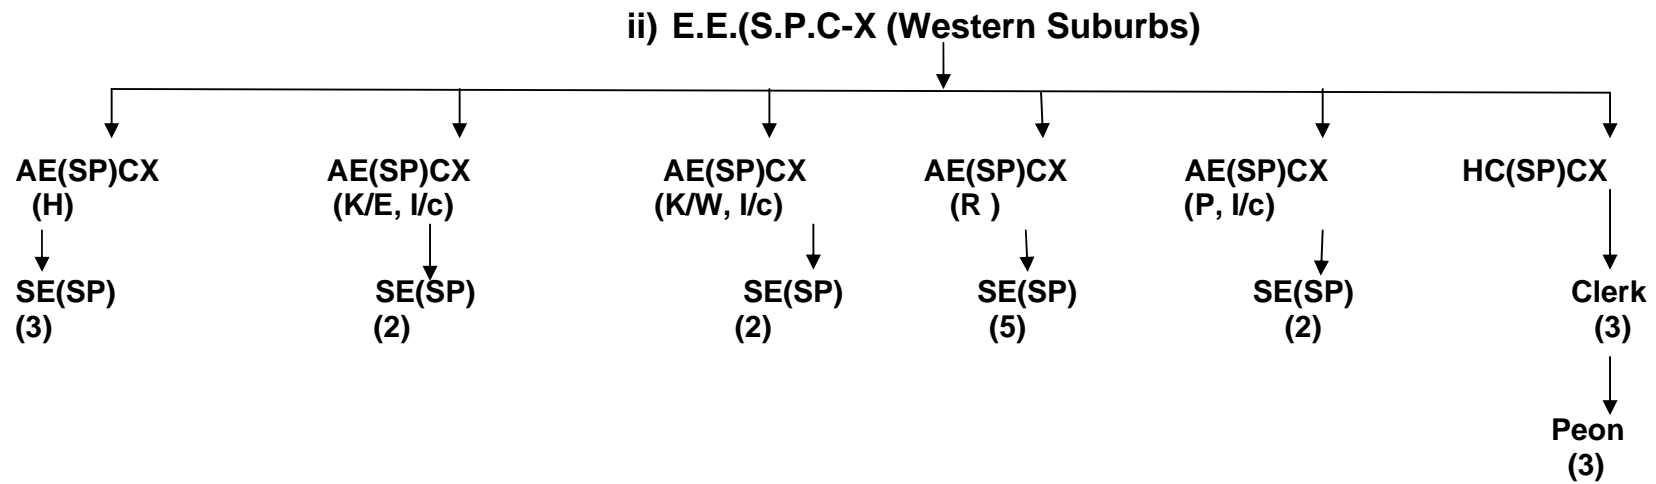 ii) E.E.(S.P.C-X (Western Suburbs)
AE(SP)CX AE(SP)CX AE(SP)CX AE(SP)CX AE(SP)CX HC(SP)CX
(H) (K/E, I/c) (K/W, I/c) (R ) (P, I/c)
SE(SP) SE(SP) SE(SP) SE(SP) SE(SP) Clerk
(3) (2) (2) (5) (2) (3)
Peon
(3)